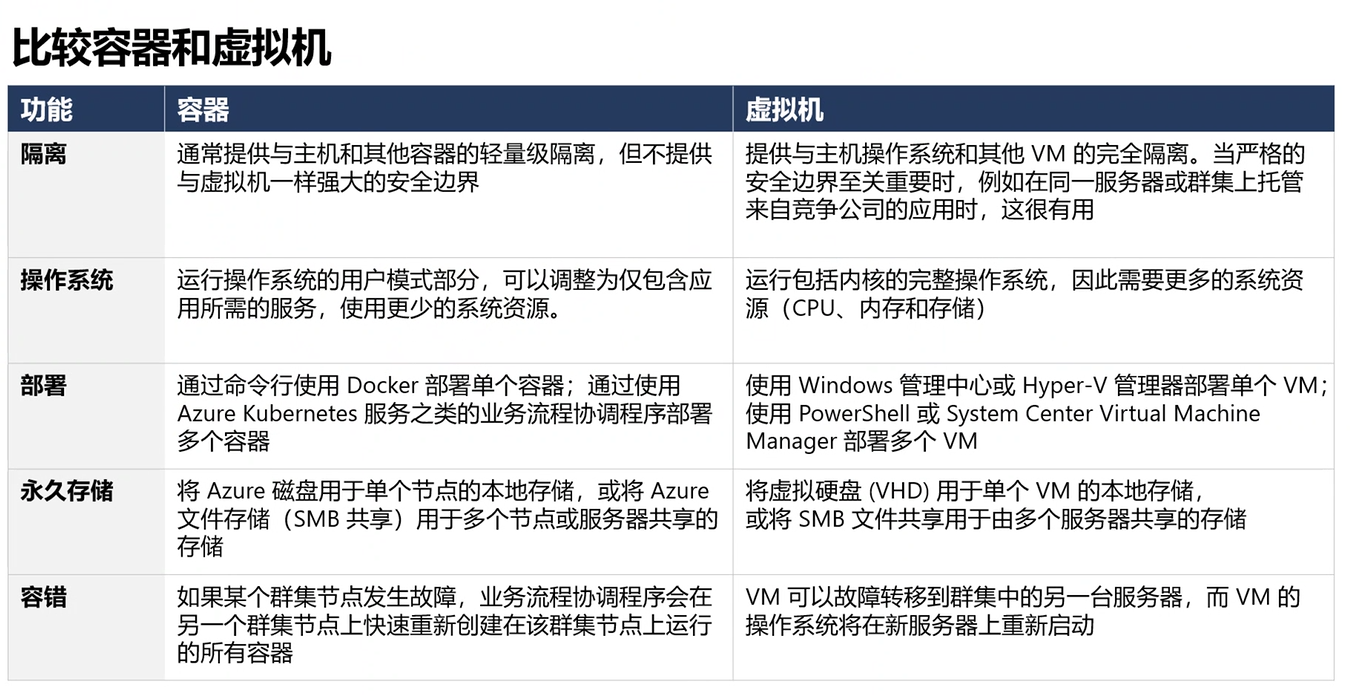 比较容器和虚拟机
功能
容器
虚拟机
隔离
通常提供与主机和其他容器的轻量级隔离，但不提供
与虚拟机一样强大的安全边界
提供与主机操作系统和其他 VM 的完全隔离。当严格的
安全边界至关重要时，例如在同一服务器或群集上托管
来自竞争公司的应用时，这很有用
操作系统
运行操作系统的用户模式部分，可以调整为仅包含应
用所需的服务，使用更少的系统资源。
运行包括内核的完整操作系统，因此需要更多的系统资
源（CPU、内存和存储）
部署
通过命令行使用 Docker 部署单个容器；通过使用
Azure Kubernetes 服务之类的业务流程协调程序部署
多个容器
使用 Windows 管理中心或 Hyper-V 管理器部署单个 VM；
使用 PowerShell 或 System Center Virtual Machine
Manager 部署多个 VM
永久存储
将 Azure 磁盘用于单个节点的本地存储，或将 Azure
文件存储（SMB 共享）用于多个节点或服务器共享的
存储
将虚拟硬盘 (VHD) 用于单个 VM 的本地存储，
或将 SMB 文件共享用于由多个服务器共享的存储
容错
如果某个群集节点发生故障，业务流程协调程序会在
另一个群集节点上快速重新创建在该群集节点上运行
的所有容器
VM 可以故障转移到群集中的另一台服务器，而 VM 的
操作系统将在新服务器上重新启动